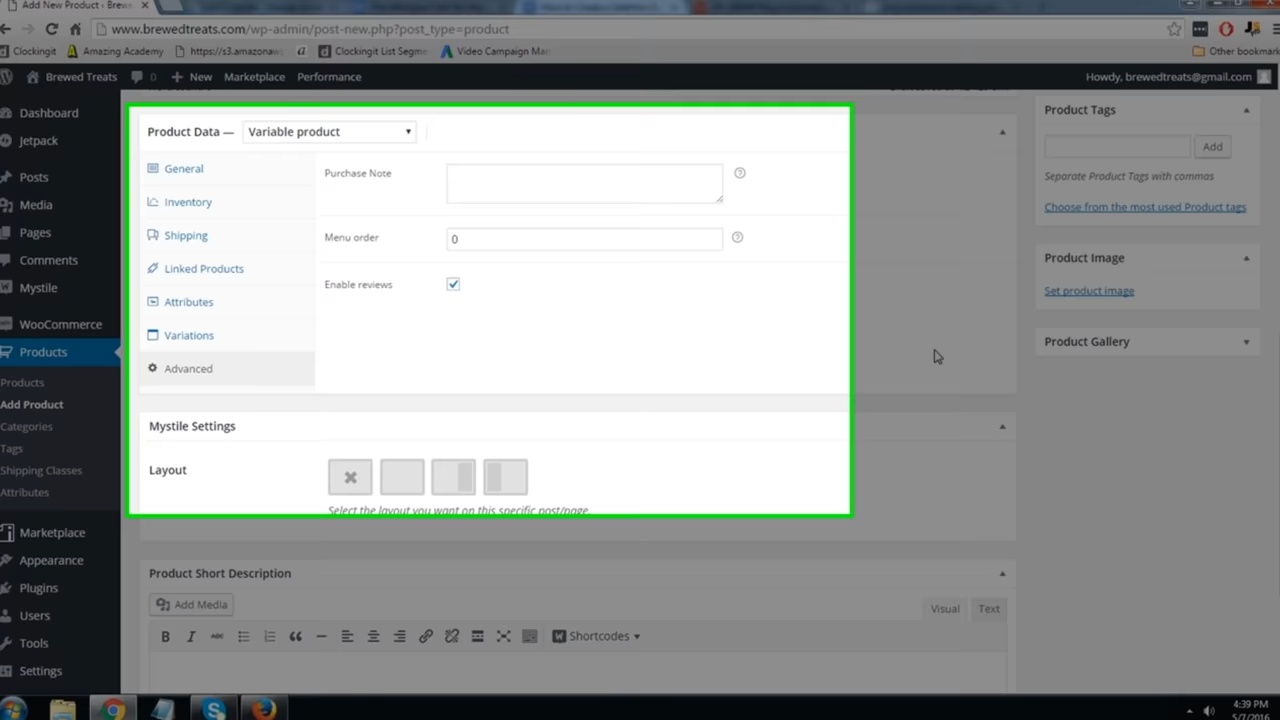 Add New Product ‹ Brew
www.brewedtreats.com/wp-admin/post-new.php?post_type=product
Clockingit
Amazing Academy
https://s3.amazonaw
Clockingit List Segme
Video Campaign Mar
Other bookmark
Brewed Treats
0
New
Marketplace
Performance
Howdy, brewedtreats@gmail.com
Dashboard
Jetpack
Posts
Media
Pages
Comments
Mystile
WooCommerce
Products
Products
Add Product
Categories
Tags
Shipping Classes
Attributes
Marketplace
Appearance
Plugins
Users
Tools
Settings
Product Data —
Variable product
General
Inventory
Shipping
Linked Products
Attributes
Variations
Advanced
Purchase Note
Menu order
0
Enable reviews
Mystile Settings
Layout
Select the layout you want on this specific post/page.
Product Short Description
Add Media
Visual
Text
B
I
ABC
Shortcodes
Product Tags
Add
Separate Product Tags with commas
Choose from the most used Product tags
Product Image
Set product image
Product Gallery
4:39 PM
5/7/2016